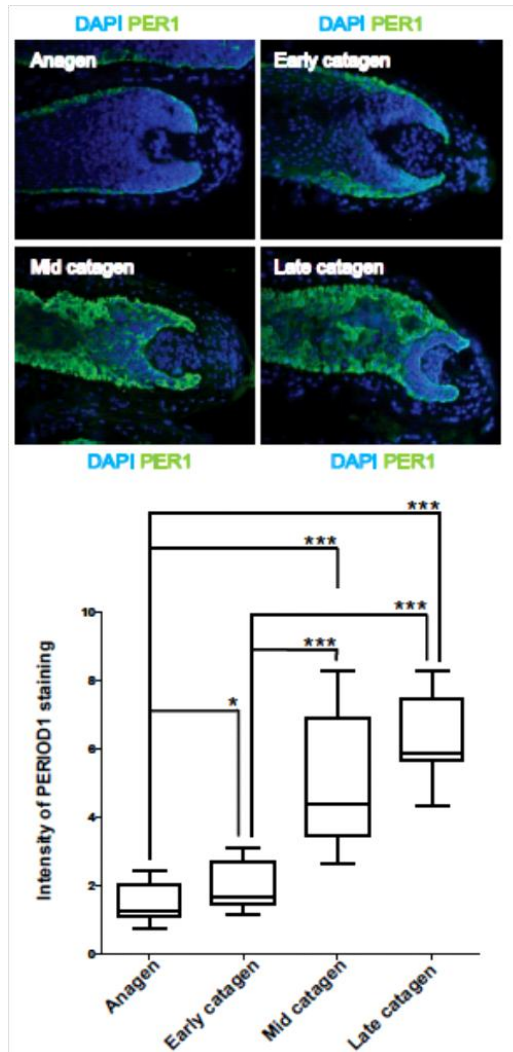 DAPI PER1 DAPI PER1
Anagen Early catagen
Mid catagen Late catagen
DAPI PER1 DAPI PER1
***
***
***
***
*
Intensity of PERIOD1 staining
10
8
6
4
2
0
Anagen
Early catagen
Mid catagen
Late catagen